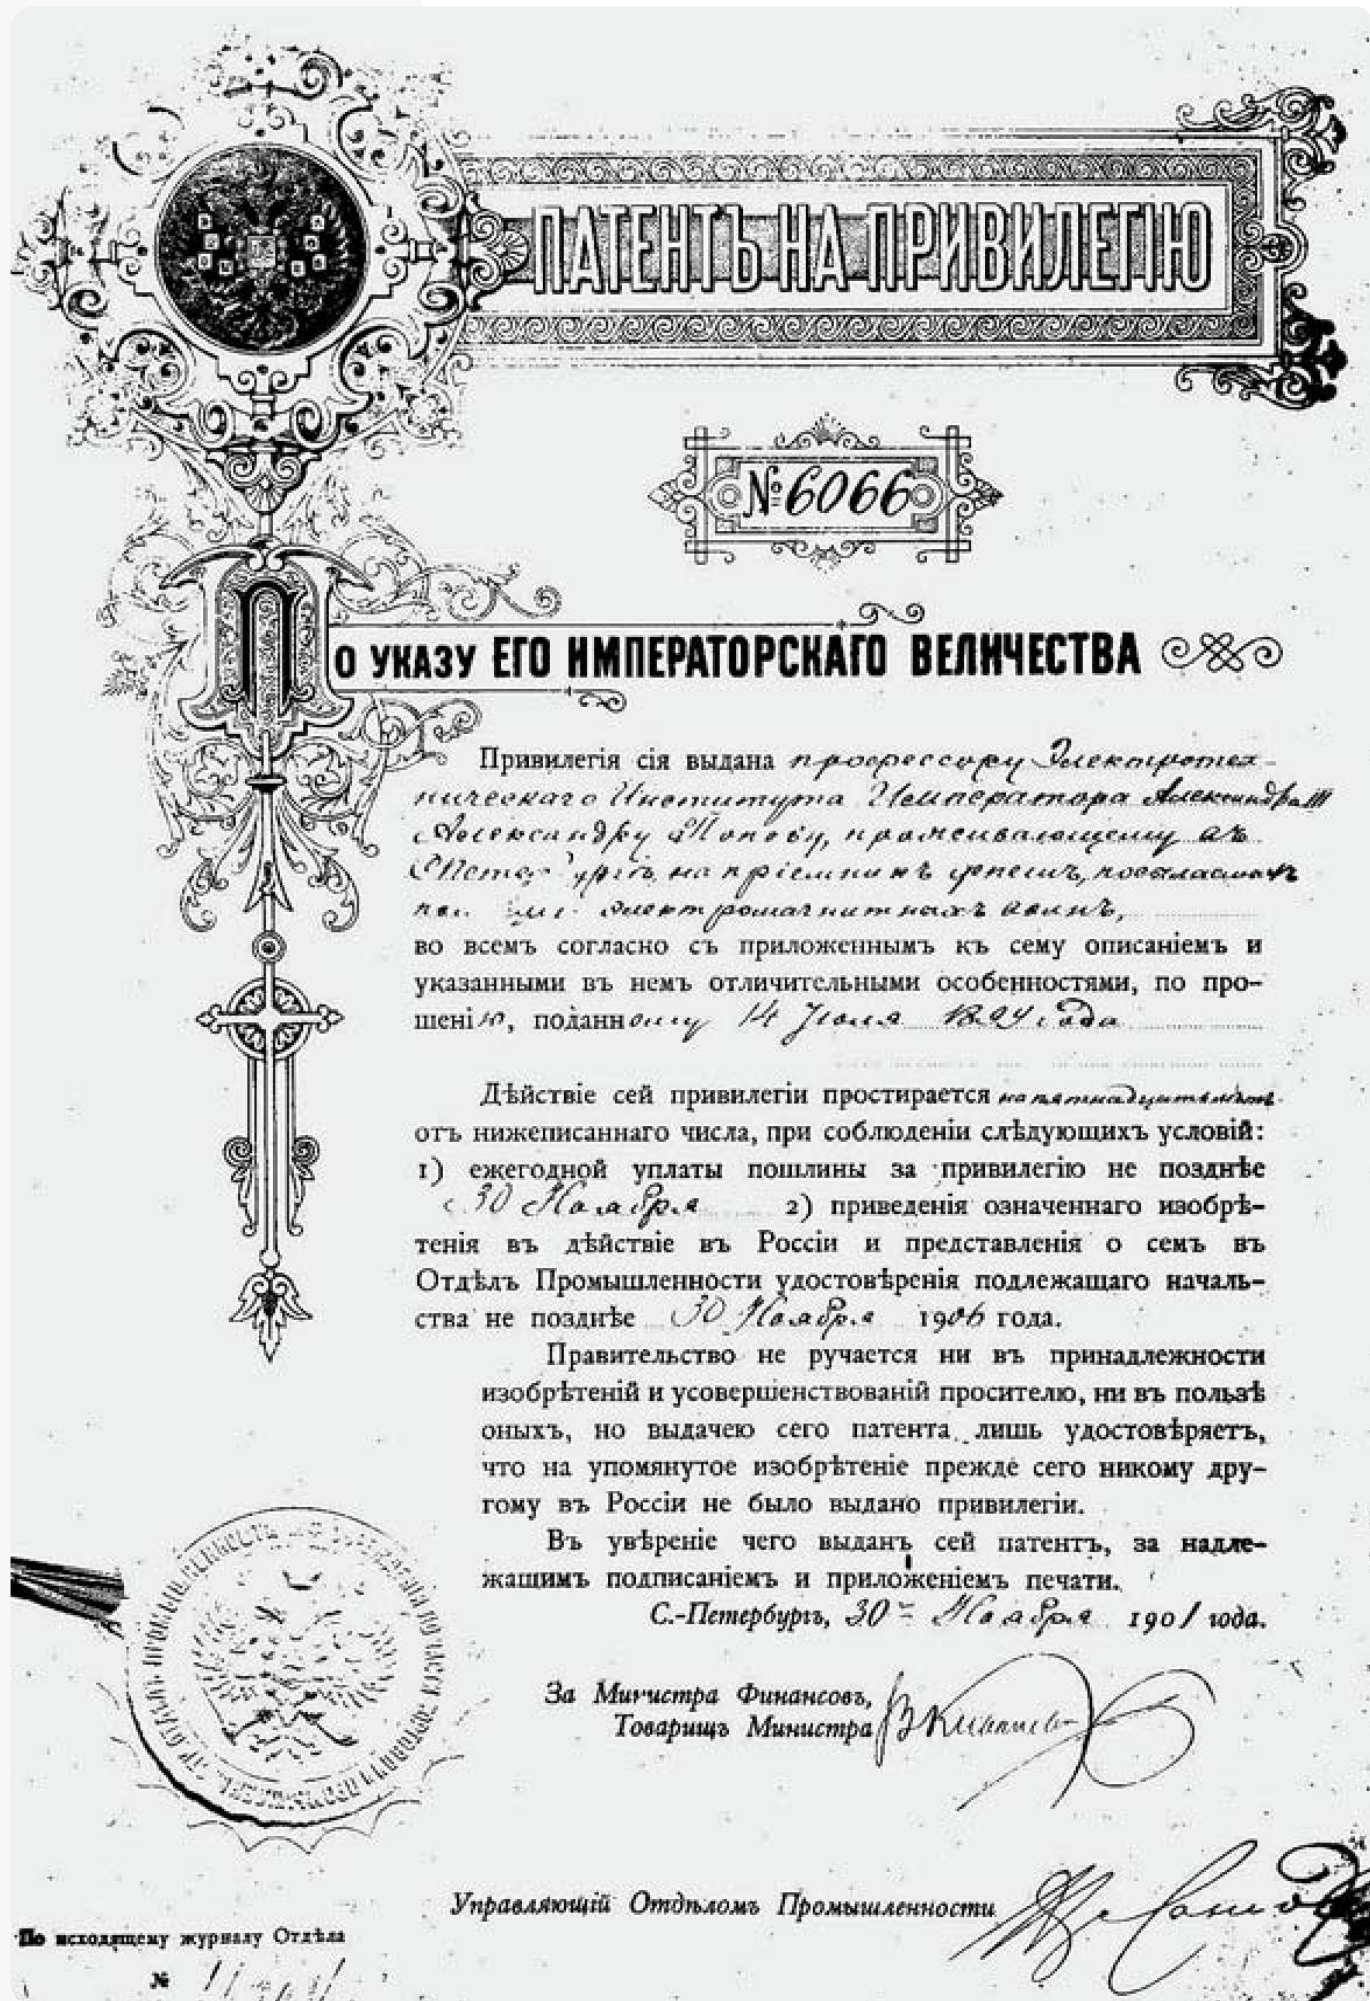 ПАТЕНТЪ НА ПРИВИЛЕГІЮ
№ 6066
ПО УКАЗУ ЕГО ИМПЕРАТОРСКАГО ВЕЛИЧЕСТВА
Привилегія сія выдана профессору Электротех-
ническаго Института Императора Александра III
Александру Попову, проживающему въ
на пріемникъ депешъ, посылаемыхъ
электромагнитныхъ волнъ,
во всемъ согласно съ приложеннымъ къ сему описаніемъ и
указанными въ немъ отличительными особенностями, по про-
шенію, поданному 14 Іюля 1899 года
Дѣйствіе сей привилегіи простирается на пятнадцать лѣтъ
отъ нижеписаннаго числа, при соблюденіи слѣдующихъ условій:
1) ежегодной уплаты пошлины за привилегію не позднѣе
30 Ноября 2) приведенія означеннаго изобрѣ-
тенія въ дѣйствіе въ Россіи и представленія о семъ въ
Отдѣлъ Промышленности удостовѣренія подлежащаго началь-
ства не позднѣе 30 Ноября 1906 года.
Правительство не ручается ни въ принадлежности
изобрѣтеній и усовершенствованій просителю, ни въ пользѣ
оныхъ, но выдачею сего патента лишь удостовѣряетъ,
что на упомянутое изобрѣтеніе прежде сего никому дру-
гому въ Россіи не было выдано привилегіи.
Въ увѣреніе чего выданъ сей патентъ, за надле-
жащимъ подписаніемъ и приложеніемъ печати.
С.-Петербургъ, 30 Ноября 1901 года.
За Министра Финансовъ,
Товарищъ Министра
Управляющій Отдѣломъ Промышленности
По исходящему журналу Отдѣла
№